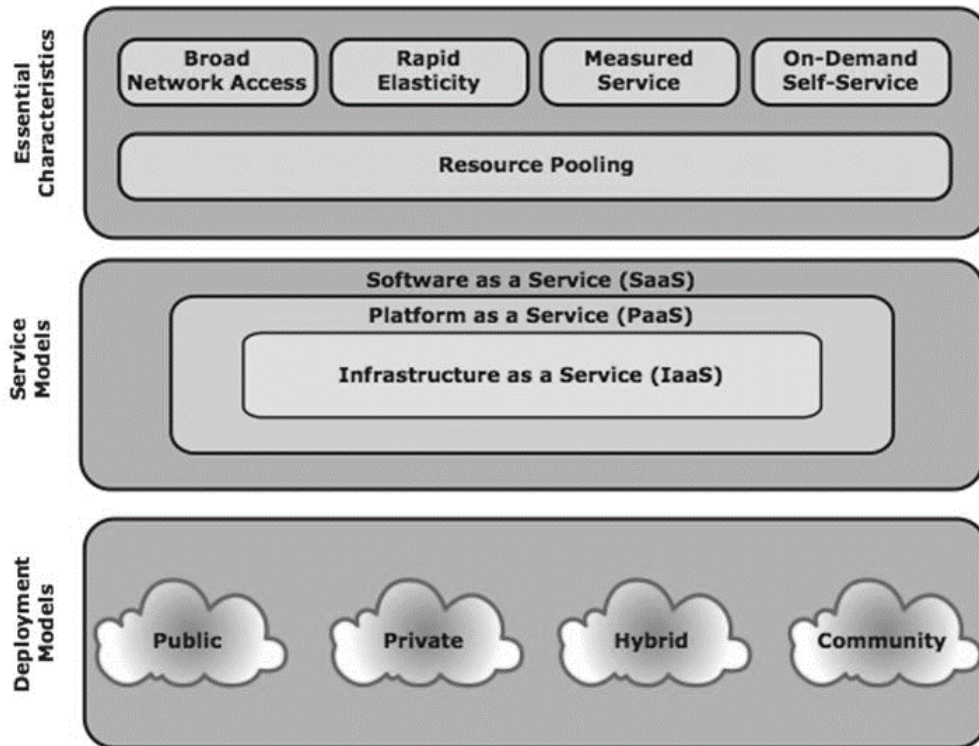 Essential
Characteristics
Broad
Network Access
Rapid
Elasticity
Measured
Service
On-Demand
Self-Service
Resource Pooling
Service
Models
Software as a Service (SaaS)
Platform as a Service (PaaS)
Infrastructure as a Service (IaaS)
Deployment
Models
Public
Private
Hybrid
Community